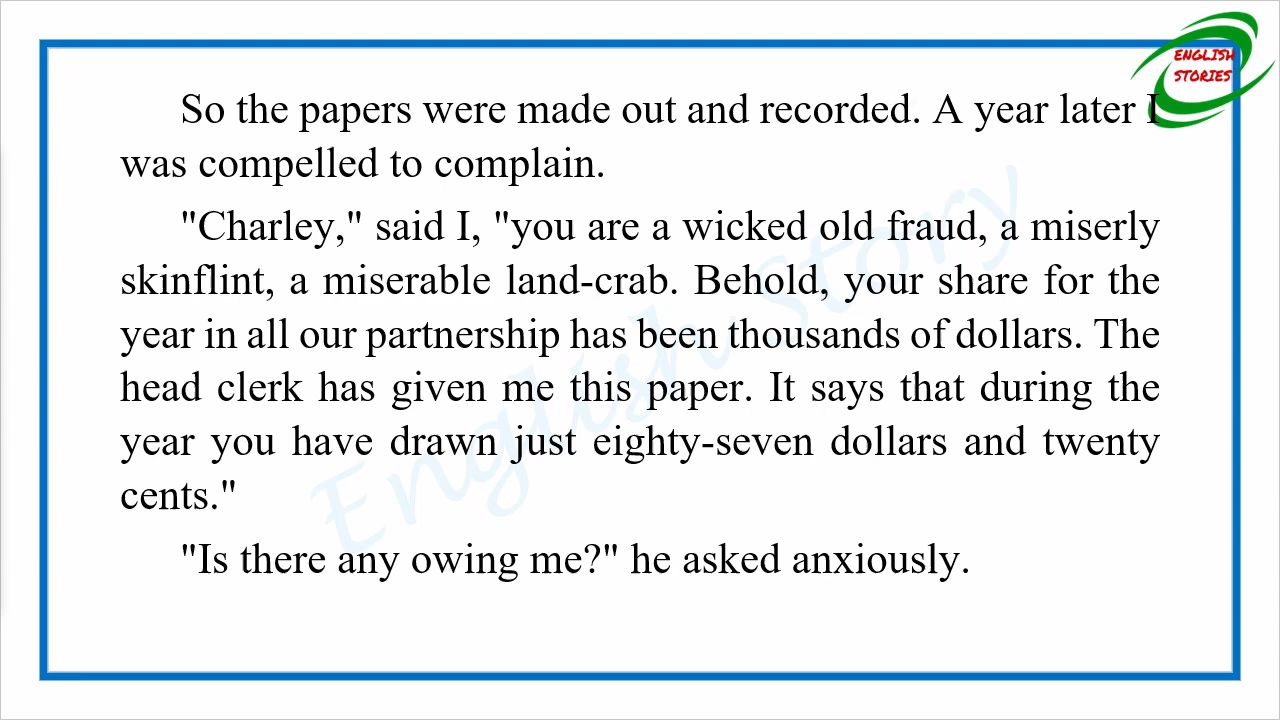 ENGLISH
STORIES
So the papers were made out and recorded. A year later I
was compelled to complain.
"Charley," said I, "you are a wicked old fraud, a miserly
skinflint, a miserable land-crab. Behold, your share for the
year in all our partnership has been thousands of dollars. The
head clerk has given me this paper. It says that during the
year you have drawn just eighty-seven dollars and twenty
cents."
"Is there any owing me?" he asked anxiously.
English Story